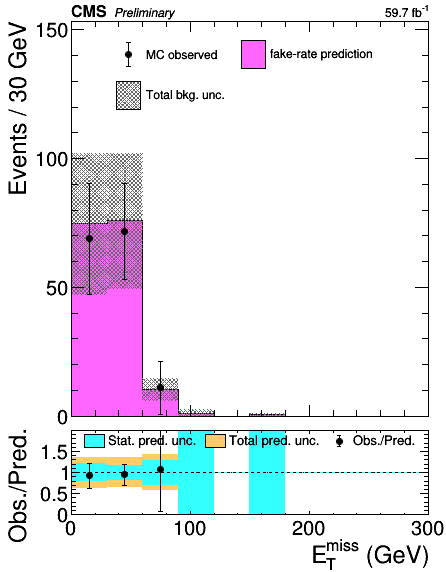 CMS Preliminary 59.7 fb⁻¹
150
MC observed fake-rate prediction
Total bkg. unc.
100
50
0
Events / 30 GeV
Stat. pred. unc. Total pred. unc. Obs./Pred.
1.5
1
0.5
0
Obs./Pred.
0 100 200 300
E_T^miss (GeV)